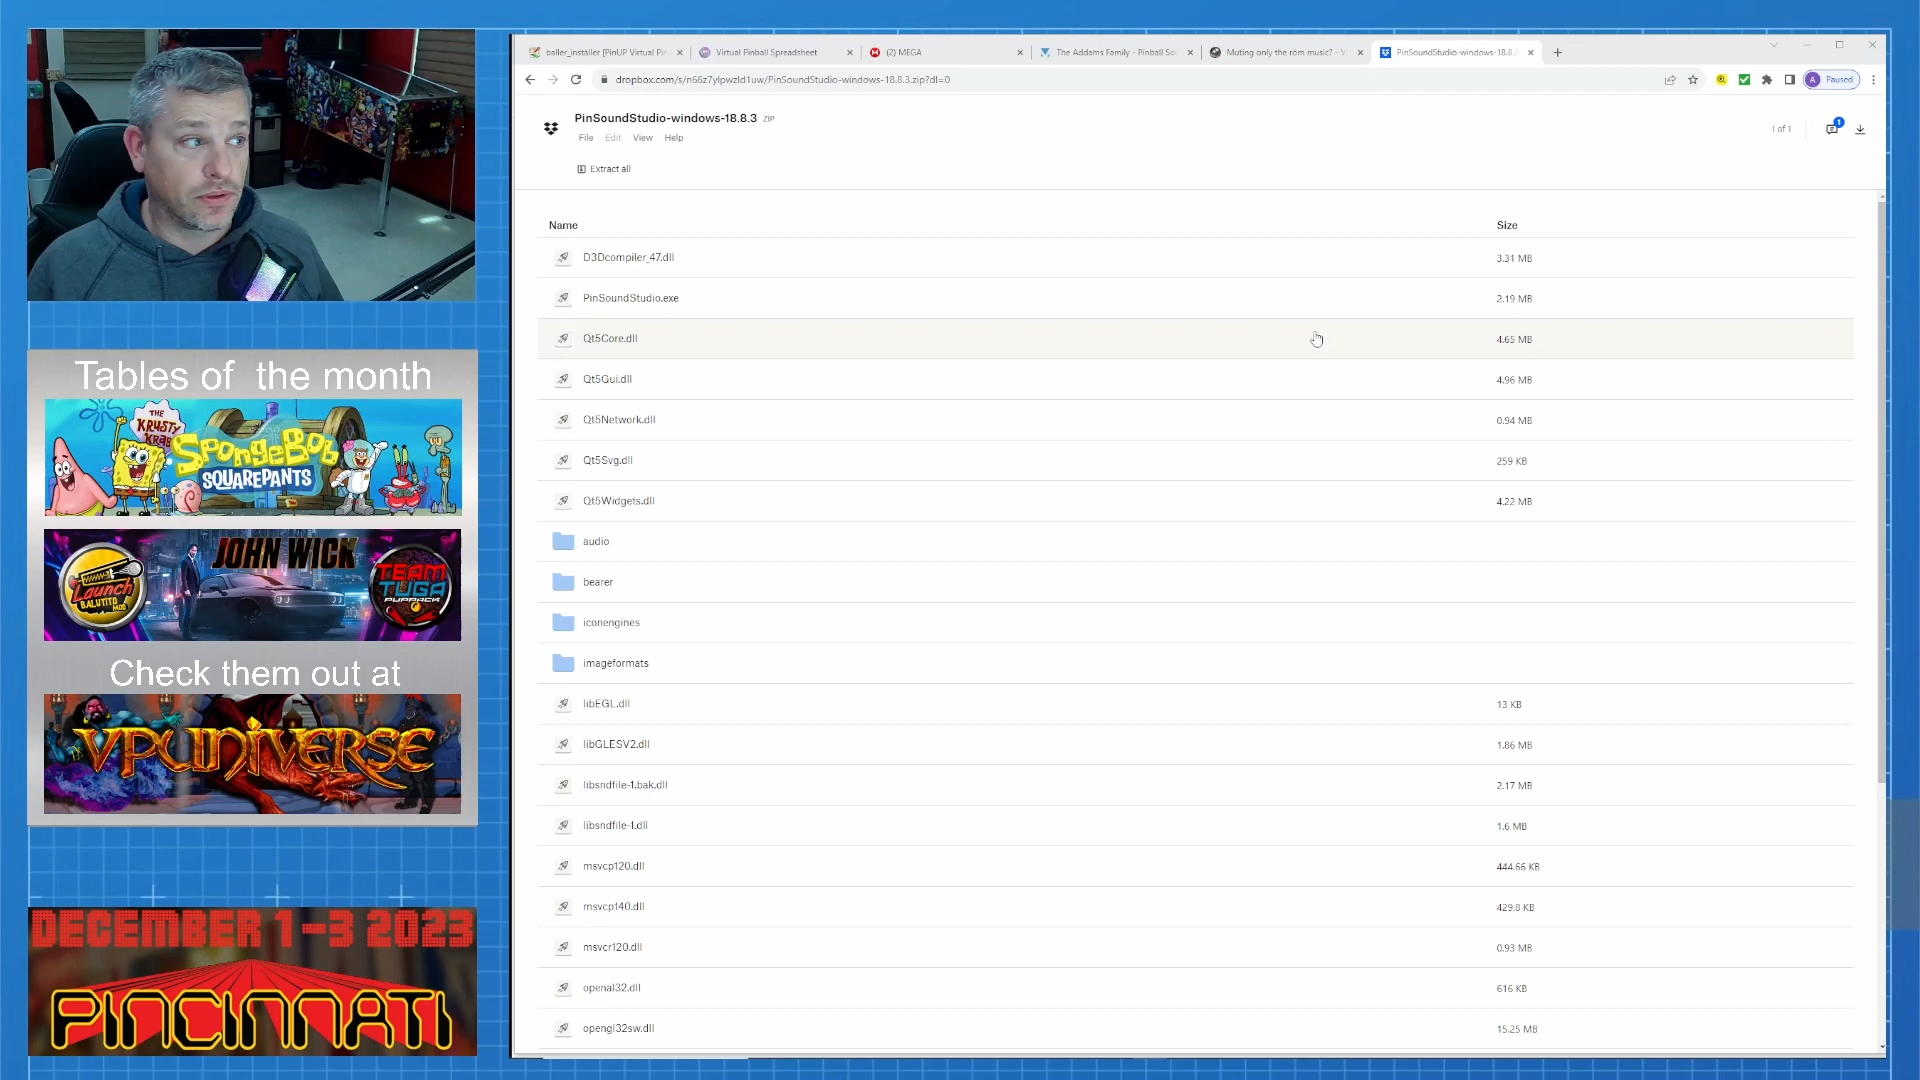 baller_installer [PinUP Virtual Pi
Virtual Pinball Spreadsheet
(2) MEGA
The Addams Family - Pinball So
Muting only the rom music? - V
PinSoundStudio-windows-18.8.
dropbox.com/s/n66z7ylpwzld1uw/PinSoundStudio-windows-18.8.3.zip?dl=0
A Paused
PinSoundStudio-windows-18.8.3 ZIP
File Edit View Help
1 of 1
1
Extract all
Name Size
D3Dcompiler_47.dll 3.31 MB
PinSoundStudio.exe 2.19 MB
Qt5Core.dll 4.65 MB
Qt5Gui.dll 4.96 MB
Qt5Network.dll 0.94 MB
Qt5Svg.dll 259 KB
Qt5Widgets.dll 4.22 MB
audio
bearer
iconengines
imageformats
libEGL.dll 13 KB
libGLESV2.dll 1.86 MB
libsndfile-1.bak.dll 2.17 MB
libsndfile-1.dll 1.6 MB
msvcp120.dll 444.66 KB
msvcp140.dll 429.8 KB
msvcr120.dll 0.93 MB
openal32.dll 616 KB
opengl32sw.dll 15.25 MB
Tables of the month
THE
KRUSTY
KRAB
SPONGEBOB
SQUAREPANTS
JOHN WICK
Launch
BALUTITO
MOD
TEAM
TUGA
PUPPACK
Check them out at
VPUNIVERSE
DECEMBER 1-3 2023
PINCINNATI